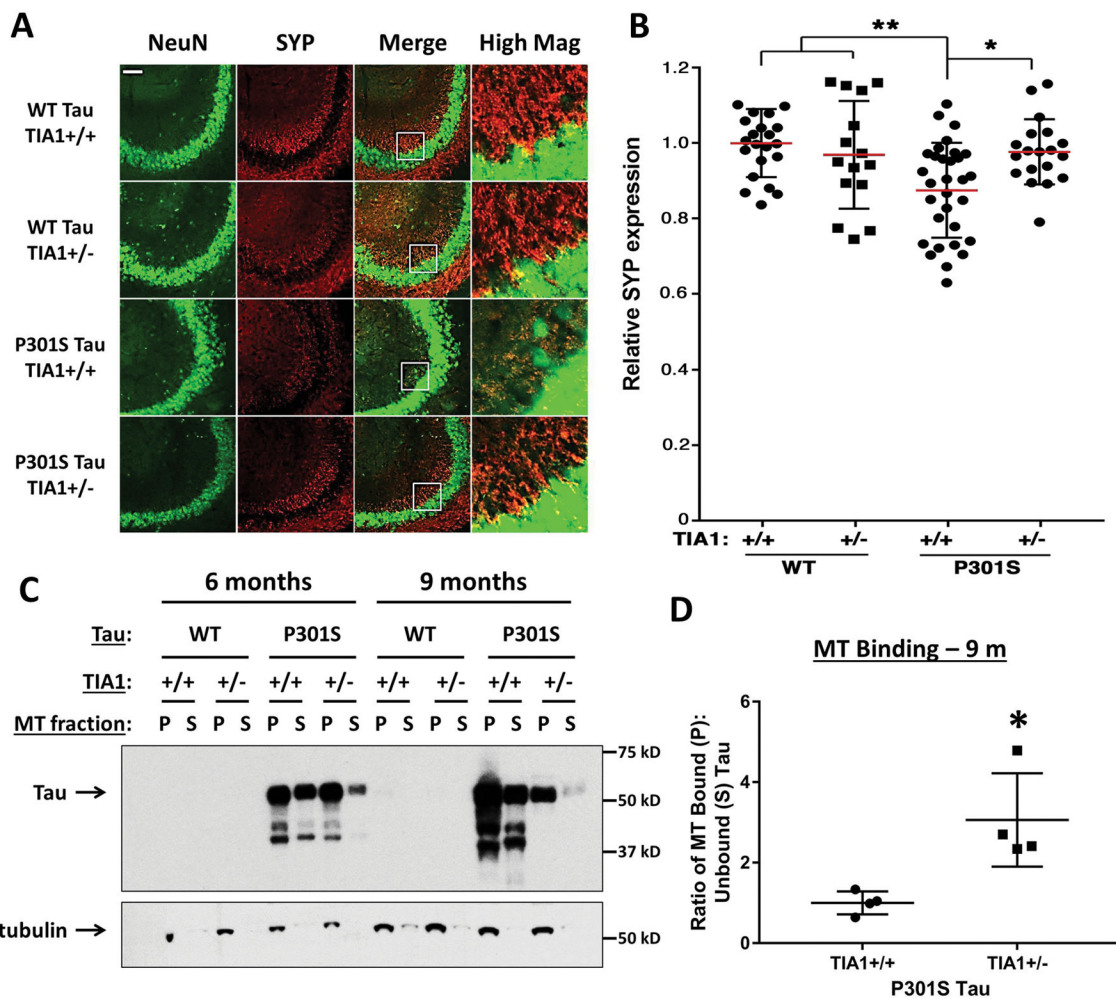 A
NeuN SYP Merge High Mag
WT Tau
TIA1+/+
WT Tau
TIA1+/-
P301S Tau
TIA1+/+
P301S Tau
TIA1+/-
B
** *
Relative SYP expression
1.2
1.0
0.8
0.6
0.4
0.2
0
TIA1: +/+ +/- +/+ +/-
WT P301S
C
6 months 9 months
Tau: WT P301S WT P301S
TIA1: +/+ +/- +/+ +/- +/+ +/- +/+ +/-
MT fraction: P S P S P S P S P S P S P S P S
75 kD
Tau → 50 kD
37 kD
tubulin → 50 kD
D
MT Binding – 9 m
Ratio of MT Bound (P):
Unbound (S) Tau
6
4
2
0
*
TIA1+/+ TIA1+/-
P301S Tau